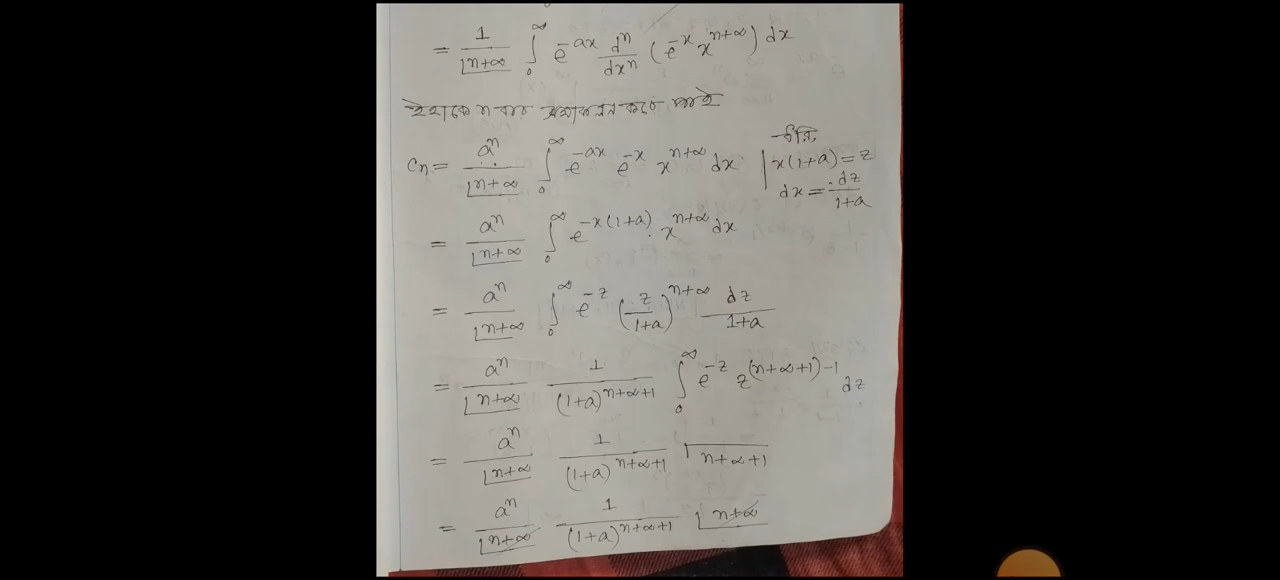 = 1/⌊n+α ∫₀^∞ e^{-ax} dⁿ/dxⁿ (e^{-x} x^{n+α}) dx
ইহাকে n বার সমাকলন করে পাই
Cn = aⁿ/⌊n+α ∫₀^∞ e^{-ax} e^{-x} x^{n+α} dx | ধরি
x(1+a) = z
dx = dz/1+a
= aⁿ/⌊n+α ∫₀^∞ e^{-x(1+a)} . x^{n+α} dx
= aⁿ/⌊n+α ∫₀^∞ e^{-z} (z/1+a)^{n+α} dz/1+a
= aⁿ/⌊n+α 1/(1+a)^{n+α+1} ∫₀^∞ e^{-z} z^{(n+α+1)-1} dz
= aⁿ/⌊n+α 1/(1+a)^{n+α+1} Γn+α+1
= aⁿ/⌊n+α 1/(1+a)^{n+α+1} ⌊n+α